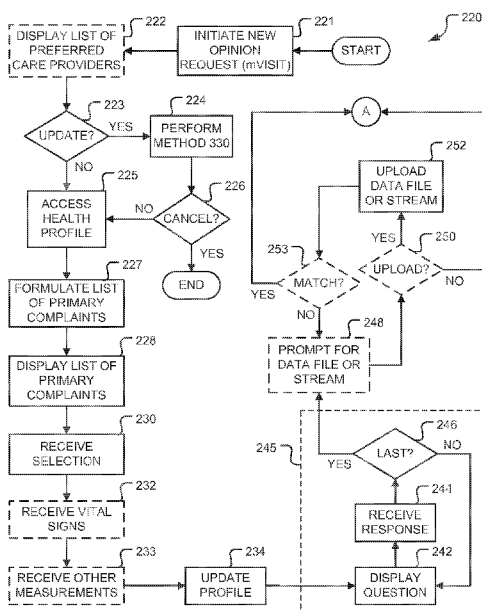 220
START
221
INITIATE NEW
OPINION
REQUEST (mVISIT)
222
DISPLAY LIST OF
PREFERRED
CARE PROVIDERS
223
UPDATE?
YES
NO
224
PERFORM
METHOD 330
225
ACCESS
HEALTH
PROFILE
226
CANCEL?
NO
YES
END
227
FORMULATE LIST
OF PRIMARY
COMPLAINTS
228
DISPLAY LIST OF
PRIMARY
COMPLAINTS
230
RECEIVE
SELECTION
232
RECEIVE VITAL
SIGNS
233
RECEIVE OTHER
MEASUREMENTS
234
UPDATE
PROFILE
242
DISPLAY
QUESTION
244
RECEIVE
RESPONSE
245
246
LAST?
YES
NO
248
PROMPT FOR
DATA FILE OR
STREAM
250
UPLOAD?
YES
NO
252
UPLOAD
DATA FILE
OR STREAM
253
MATCH?
YES
NO
A